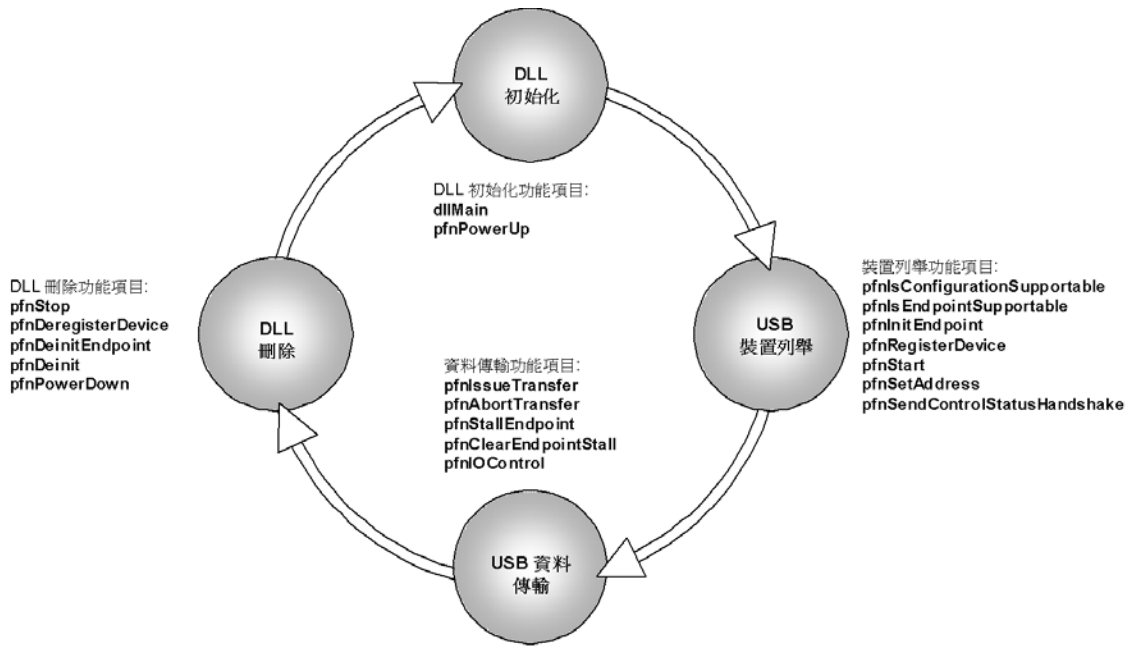 DLL
初始化
DLL 初始化功能項目:
dllMain
pfnPowerUp
USB
裝置列舉
裝置列舉功能項目:
pfnIsConfigurationSupportable
pfnIsEndpointSupportable
pfnInitEndpoint
pfnRegisterDevice
pfnStart
pfnSetAddress
pfnSendControlStatusHandshake
資料傳輸功能項目:
pfnIssueTransfer
pfnAbortTransfer
pfnStallEndpoint
pfnClearEndpointStall
pfnIOControl
USB 資料
傳輸
DLL 刪除功能項目:
pfnStop
pfnDeregisterDevice
pfnDeinitEndpoint
pfnDeinit
pfnPowerDown
DLL
刪除